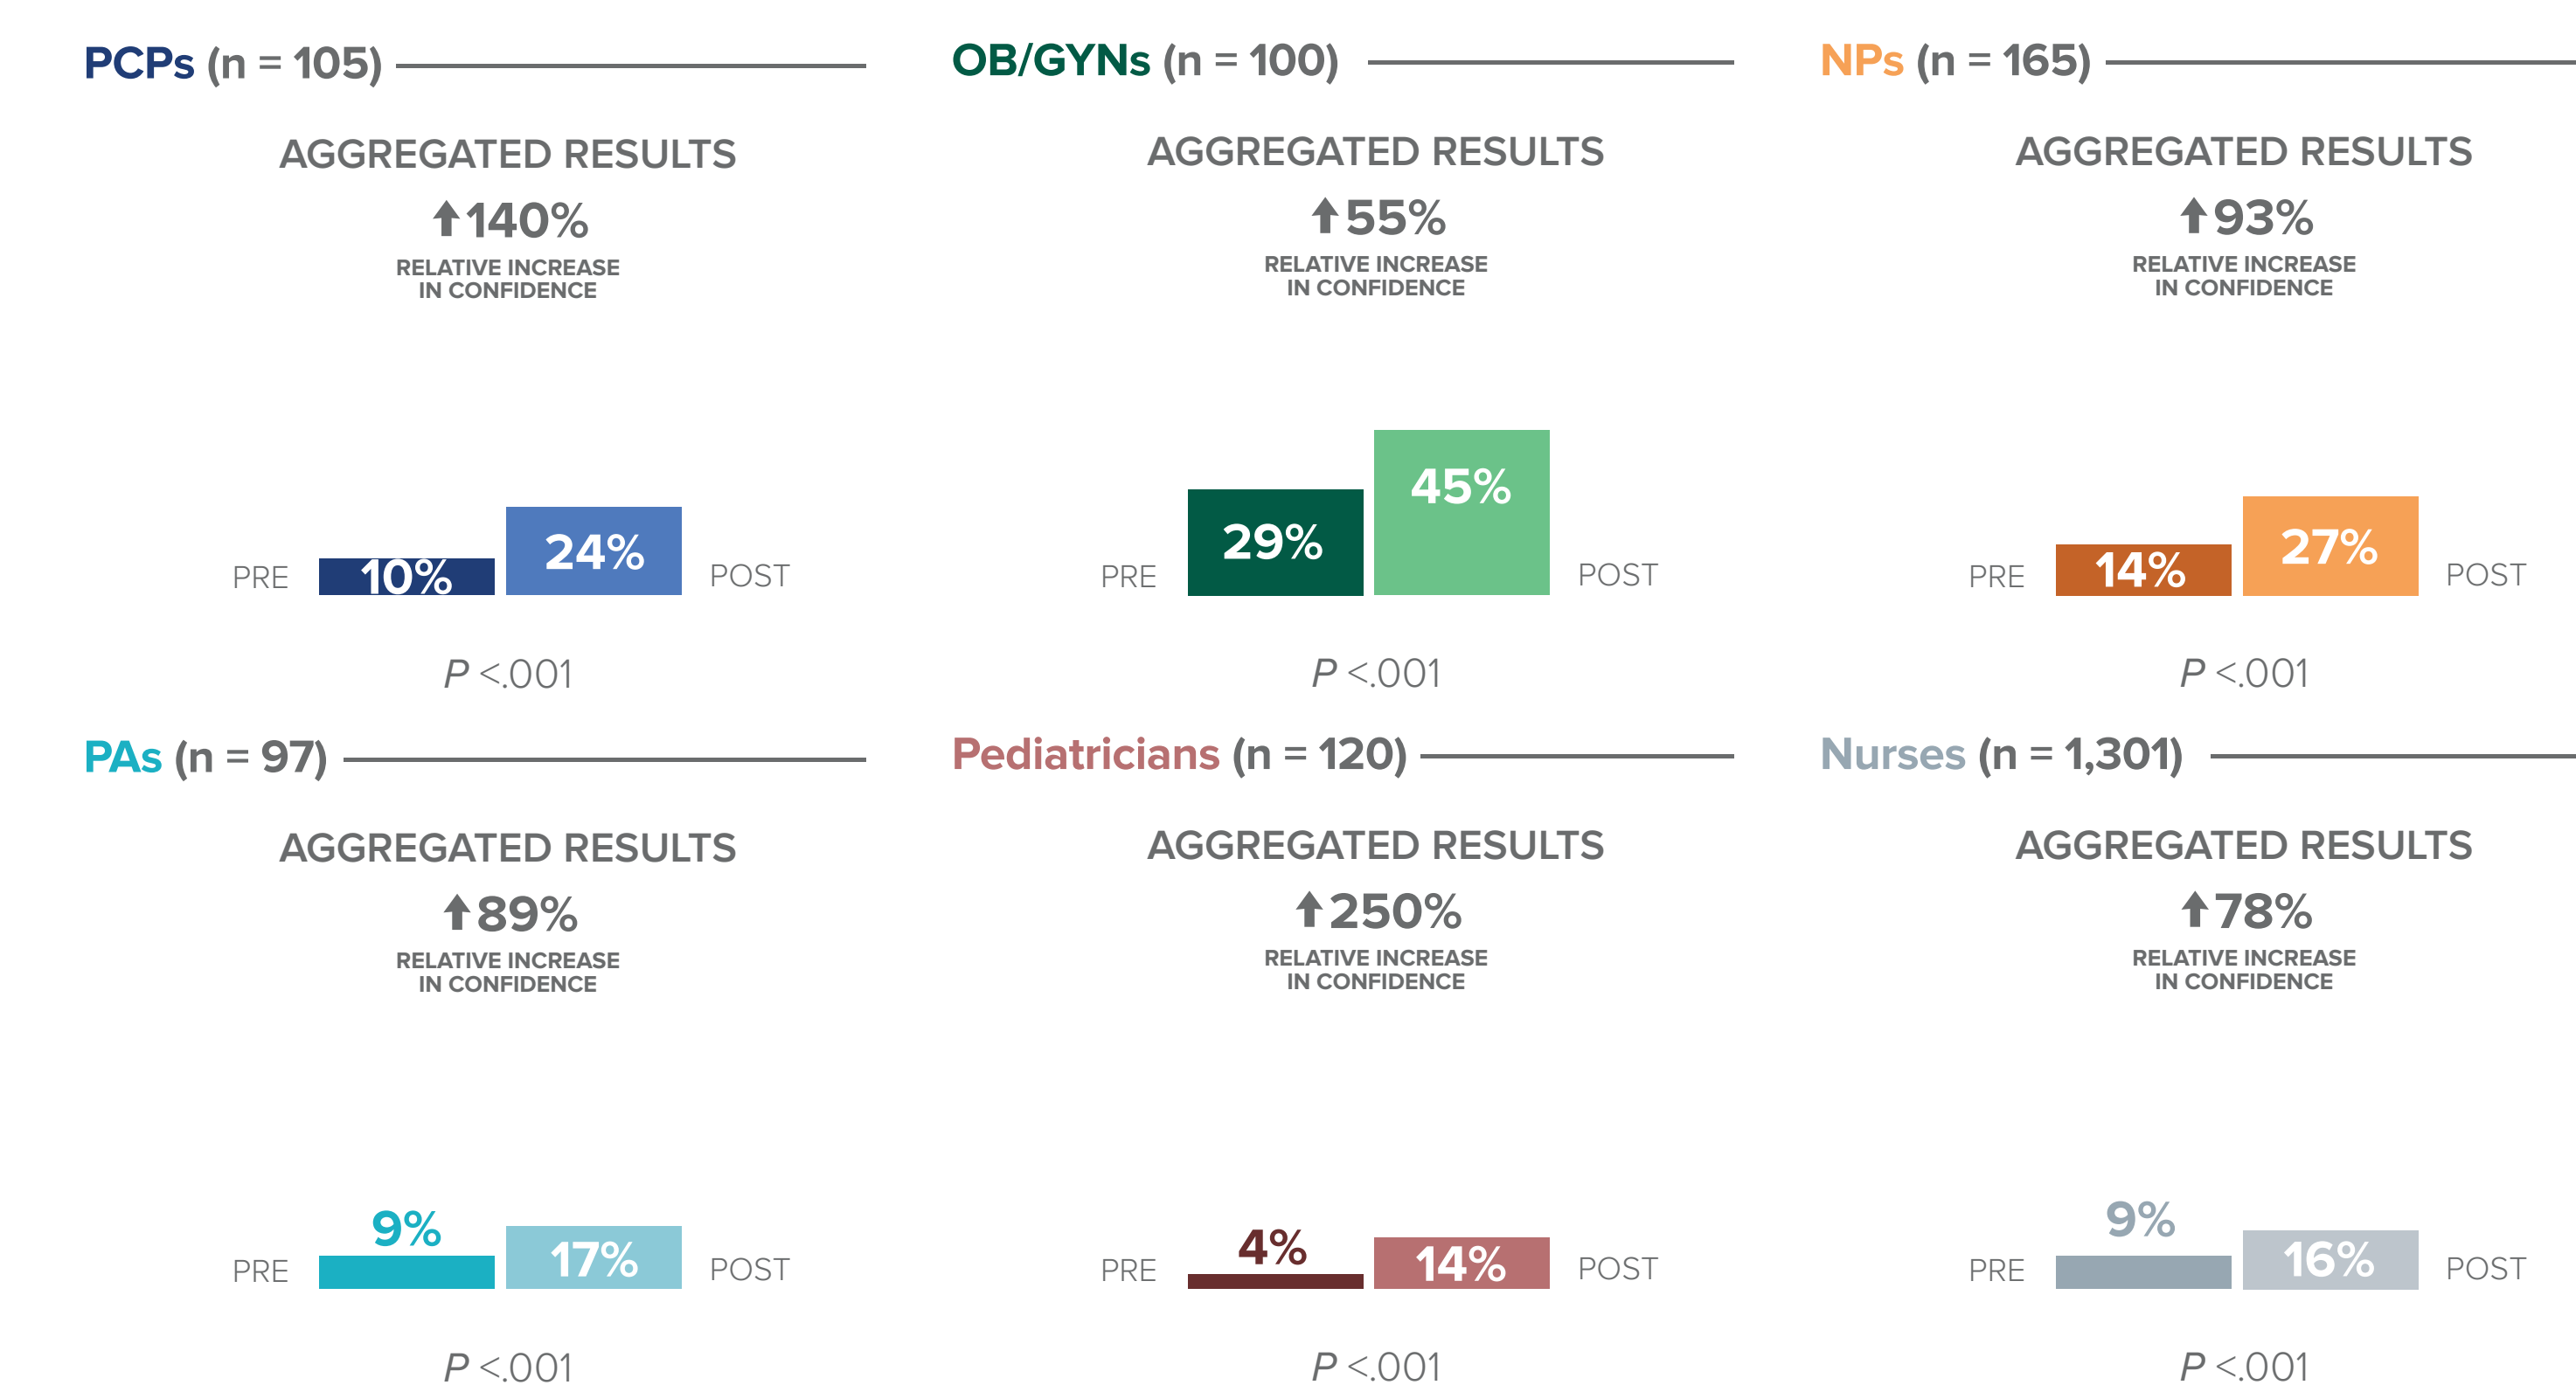 PCPs (n = 105)
AGGREGATED RESULTS
140%
RELATIVE INCREASE
IN CONFIDENCE
PRE
10%
24%
POST
P <.001
OB/GYNs (n = 100)
AGGREGATED RESULTS
55%
RELATIVE INCREASE
IN CONFIDENCE
PRE
29%
45%
POST
P <.001
NPs (n = 165)
AGGREGATED RESULTS
93%
RELATIVE INCREASE
IN CONFIDENCE
PRE
14%
27%
POST
P <.001
PAs (n = 97)
AGGREGATED RESULTS
89%
RELATIVE INCREASE
IN CONFIDENCE
PRE
9%
17%
POST
P <.001
Pediatricians (n = 120)
AGGREGATED RESULTS
250%
RELATIVE INCREASE
IN CONFIDENCE
PRE
4%
14%
POST
P <.001
Nurses (n = 1,301)
AGGREGATED RESULTS
78%
RELATIVE INCREASE
IN CONFIDENCE
PRE
9%
16%
POST
P <.001